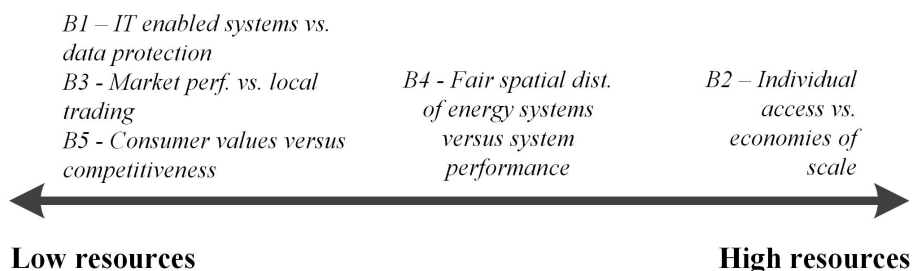 B1 – IT enabled systems vs.
data protection
B3 - Market perf. vs. local
trading
B5 - Consumer values versus
competitiveness
B4 - Fair spatial dist.
of energy systems
versus system
performance
B2 – Individual
access vs.
economies of
scale
Low resources
High resources